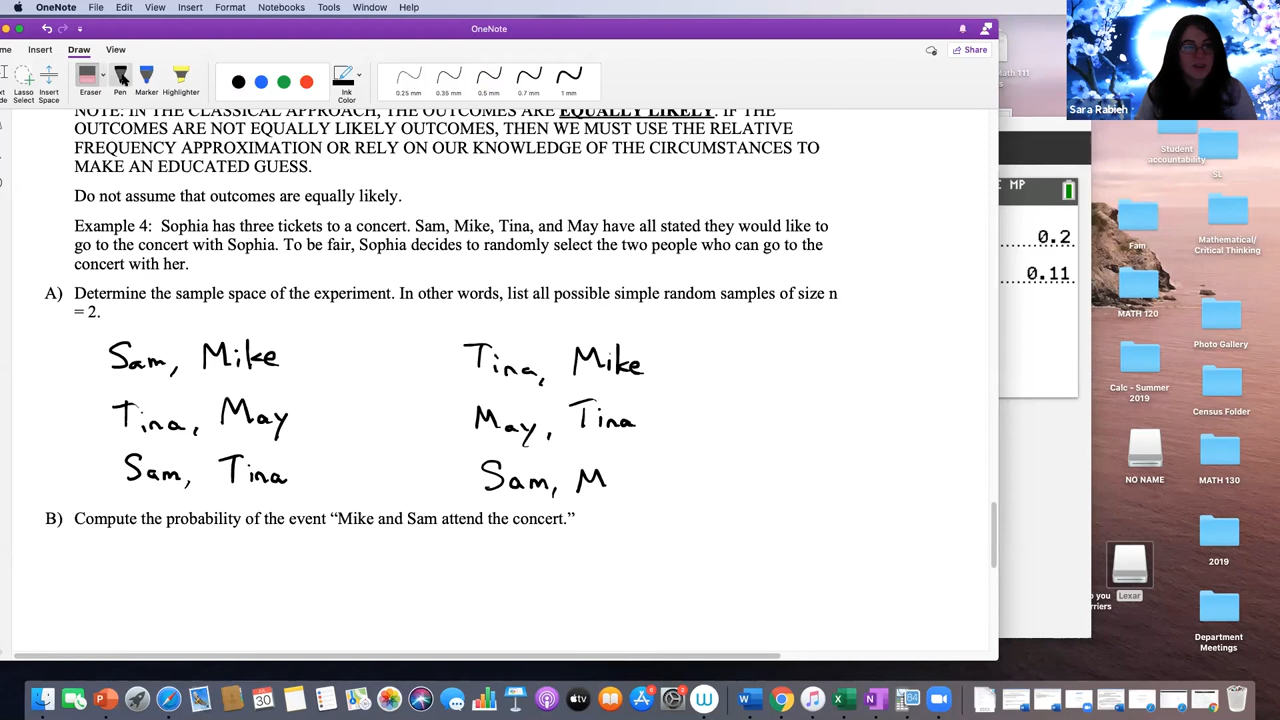 OneNote File Edit View Insert Format Notebooks Tools Window Help
OneNote
Sara Rabieh
Insert Draw View
Share
Lasso Select
Insert Space
Eraser
Pen
Marker
Highlighter
Ink Color
0.25 mm 0.35 mm 0.5 mm 0.7 mm 1 mm
NOTE: IN THE CLASSICAL APPROACH, THE OUTCOMES ARE EQUALLY LIKELY. IF THE
OUTCOMES ARE NOT EQUALLY LIKELY OUTCOMES, THEN WE MUST USE THE RELATIVE
FREQUENCY APPROXIMATION OR RELY ON OUR KNOWLEDGE OF THE CIRCUMSTANCES TO
MAKE AN EDUCATED GUESS.
Do not assume that outcomes are equally likely.
Example 4: Sophia has three tickets to a concert. Sam, Mike, Tina, and May have all stated they would like to
go to the concert with Sophia. To be fair, Sophia decides to randomly select the two people who can go to the
concert with her.
A) Determine the sample space of the experiment. In other words, list all possible simple random samples of size n
= 2.
Sam, Mike
Tina, May
Sam, Tina
Tina, Mike
May, Tina
Sam, M
B) Compute the probability of the event “Mike and Sam attend the concert.”
MP
0.2
0.11
Math 111
Student accountability
SL
Fam
Mathematical/
Critical Thinking
MATH 120
Photo Gallery
Calc - Summer
2019
Census Folder
NO NAME
MATH 130
Lexar
2019
Department
Meetings